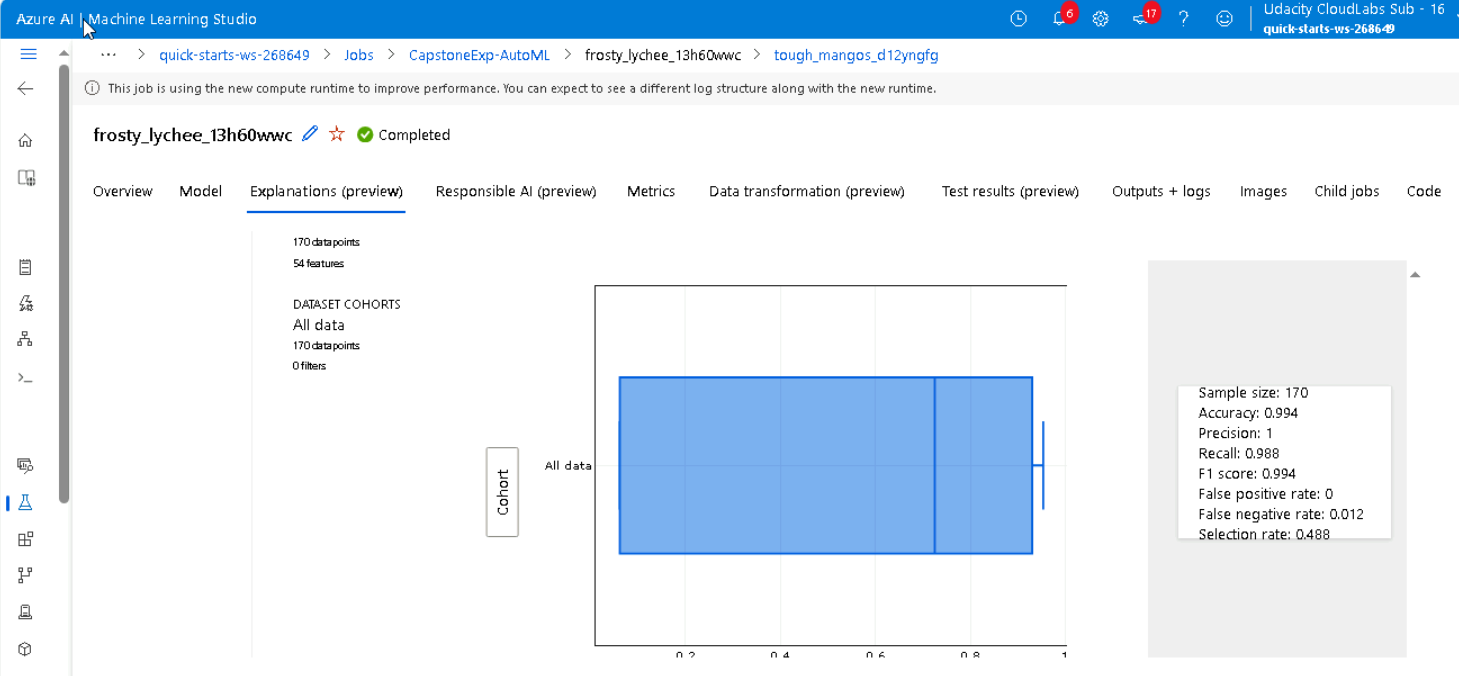 Azure AI | Machine Learning Studio
6
17
?
Udacity CloudLabs Sub - 16
quick-starts-ws-268649
··· > quick-starts-ws-268649 > Jobs > CapstoneExp-AutoML > frosty_lychee_13h60wwc > tough_mangos_d12yngfg
This job is using the new compute runtime to improve performance. You can expect to see a different log structure along with the new runtime.
frosty_lychee_13h60wwc Completed
Overview Model Explanations (preview) Responsible AI (preview) Metrics Data transformation (preview) Test results (preview) Outputs + logs Images Child jobs Code
170 datapoints
54 features
DATASET COHORTS
All data
170 datapoints
0 filters
Cohort
All data
0.2 0.4 0.6 0.8 1
Sample size: 170
Accuracy: 0.994
Precision: 1
Recall: 0.988
F1 score: 0.994
False positive rate: 0
False negative rate: 0.012
Selection rate: 0.488